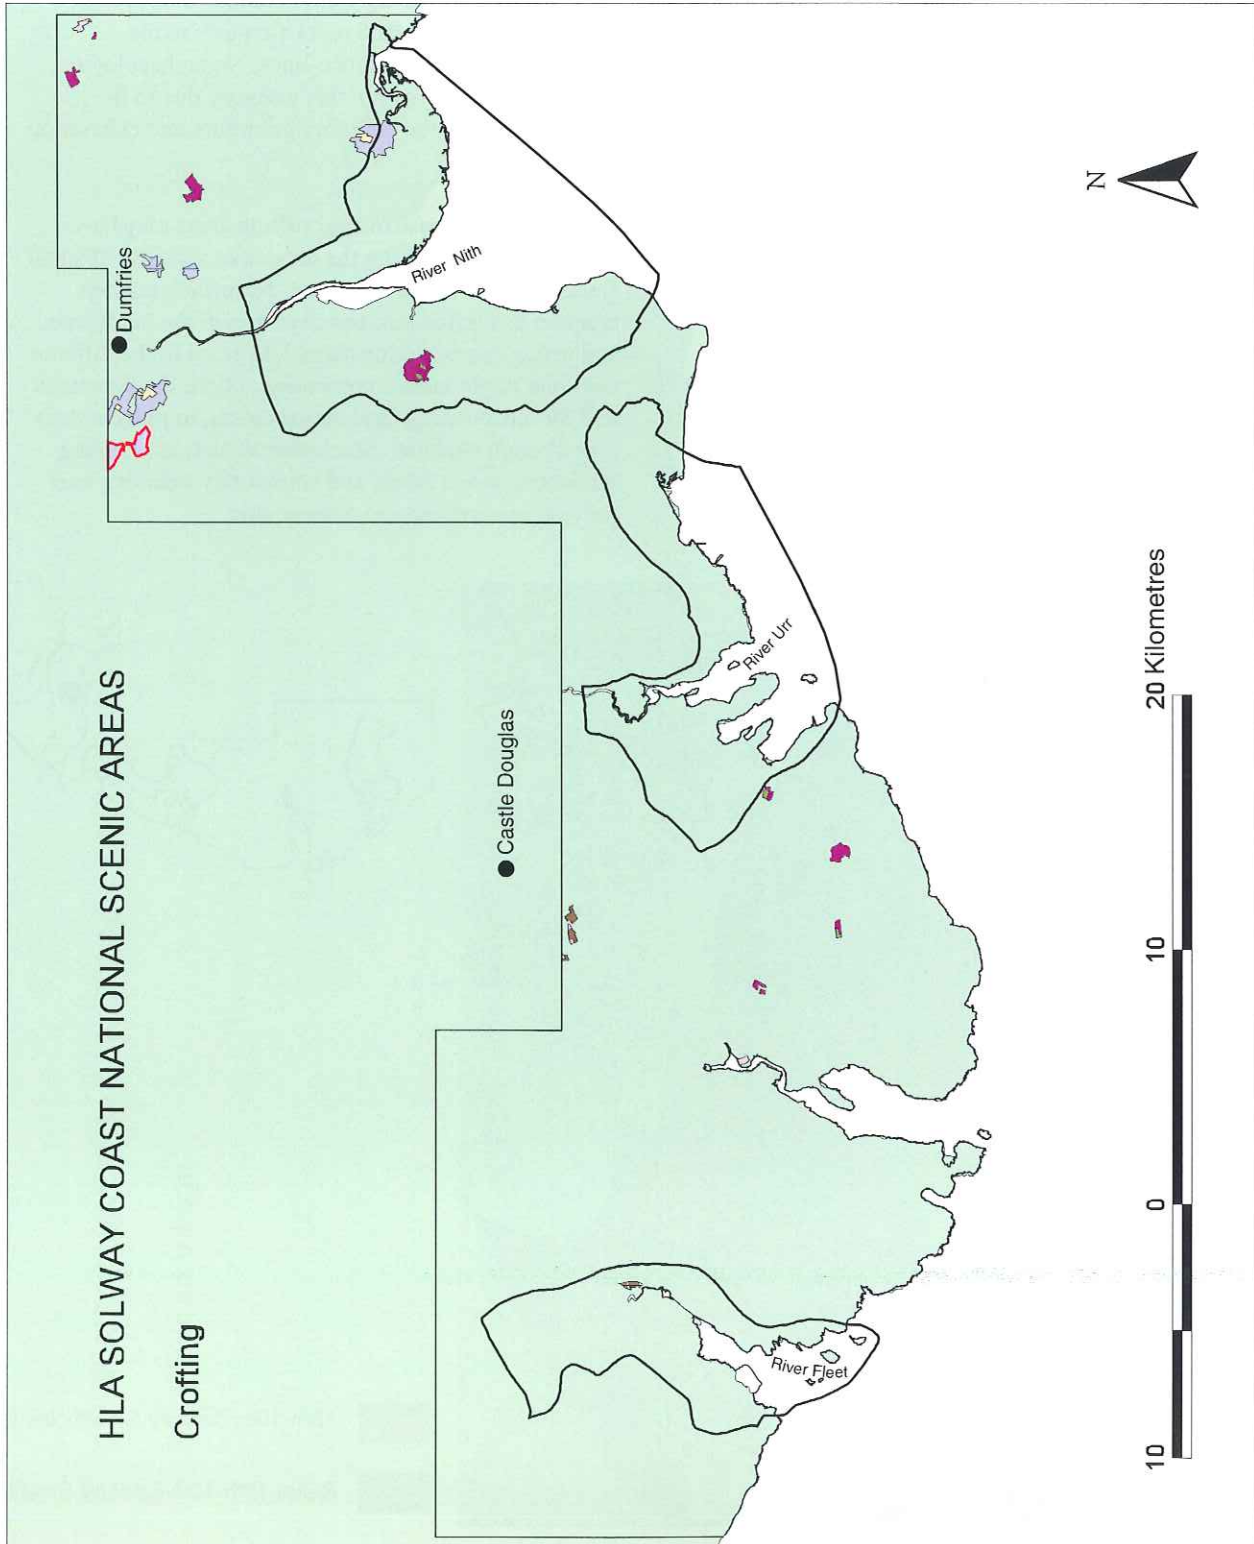 HLA SOLWAY COAST NATIONAL SCENIC AREAS
Crofting
Dumfries
River Nith
Castle Douglas
River Urr
River Fleet
N
10 0 10 20 Kilometres